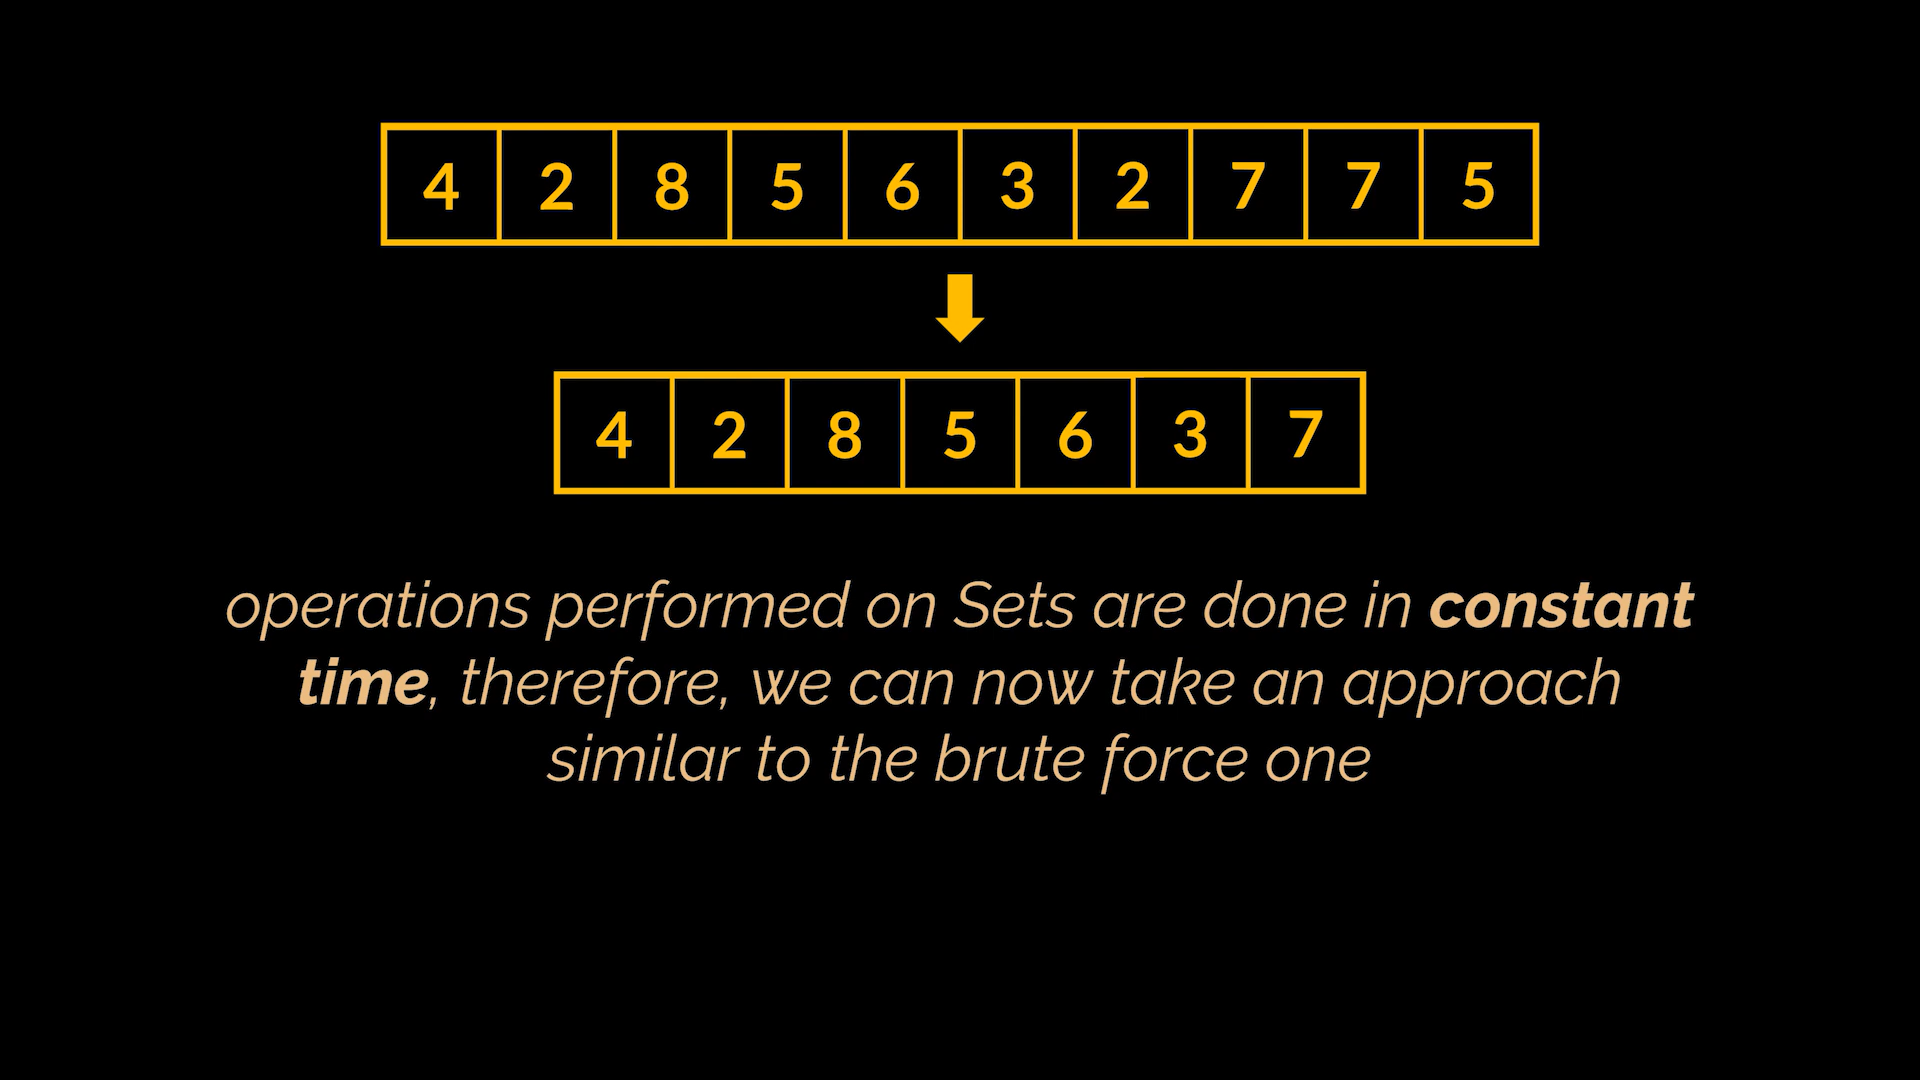 4 2 8 5 6 3 2 7 7 5
4 2 8 5 6 3 7
operations performed on Sets are done in constant
time, therefore, we can now take an approach
similar to the brute force one